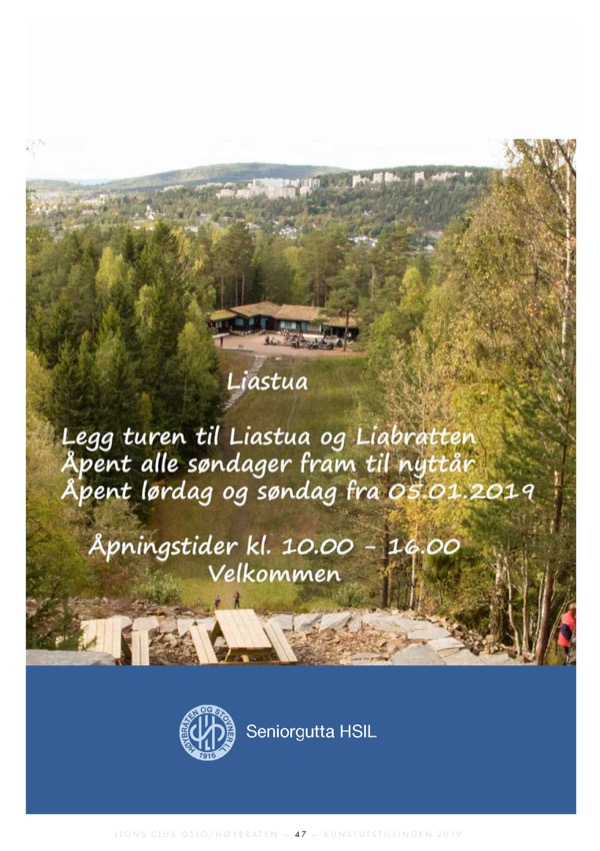 Liastua
Legg turen til Liastua og Liabratten
Åpent alle søndager fram til nyttår
Åpent lørdag og søndag fra 05.01.2019
Åpningstider kl. 10.00 - 16.00
Velkommen
HØYBRÅTEN OG STOVNER I.L.
1916
Seniorgutta HSIL
LIONS CLUB OSLO/HØYBRÅTEN — 47 — KUNSTUTSTILLINGEN 2019